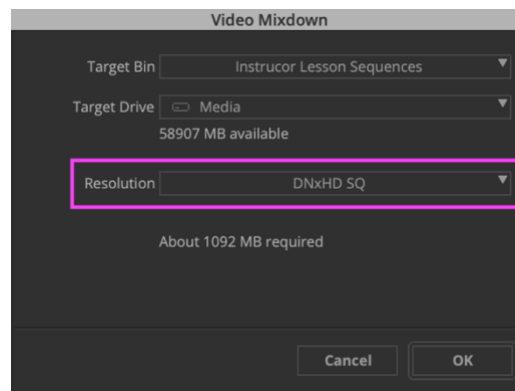 Video Mixdown
Target Bin Instrucor Lesson Sequences
Target Drive Media
58907 MB available
Resolution DNxHD SQ
About 1092 MB required
Cancel OK